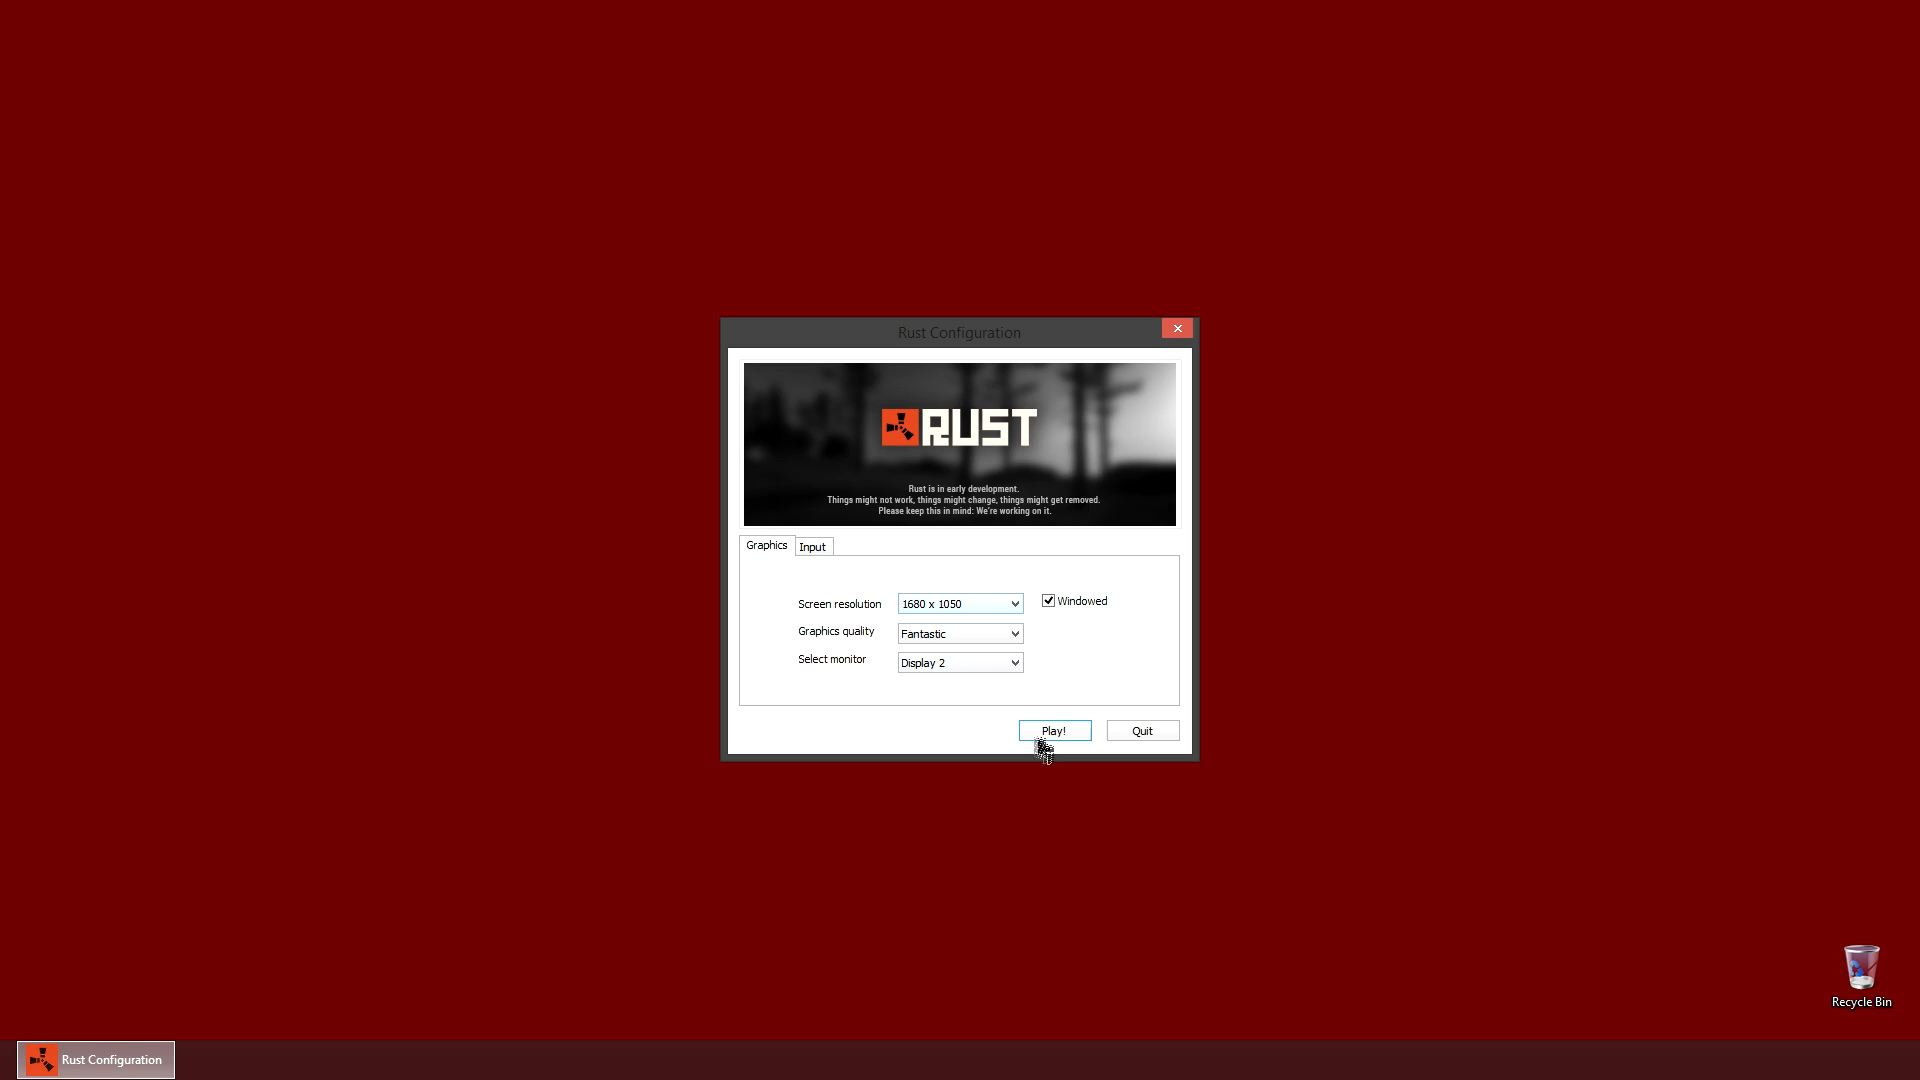 Rust Configuration
RUST
Rust is in early development.
Things might not work, things might change, things might get removed.
Please keep this in mind: We're working on it.
Graphics
Input
Screen resolution
1680 x 1050
Windowed
Graphics quality
Fantastic
Select monitor
Display 2
Play!
Quit
Recycle Bin
Rust Configuration